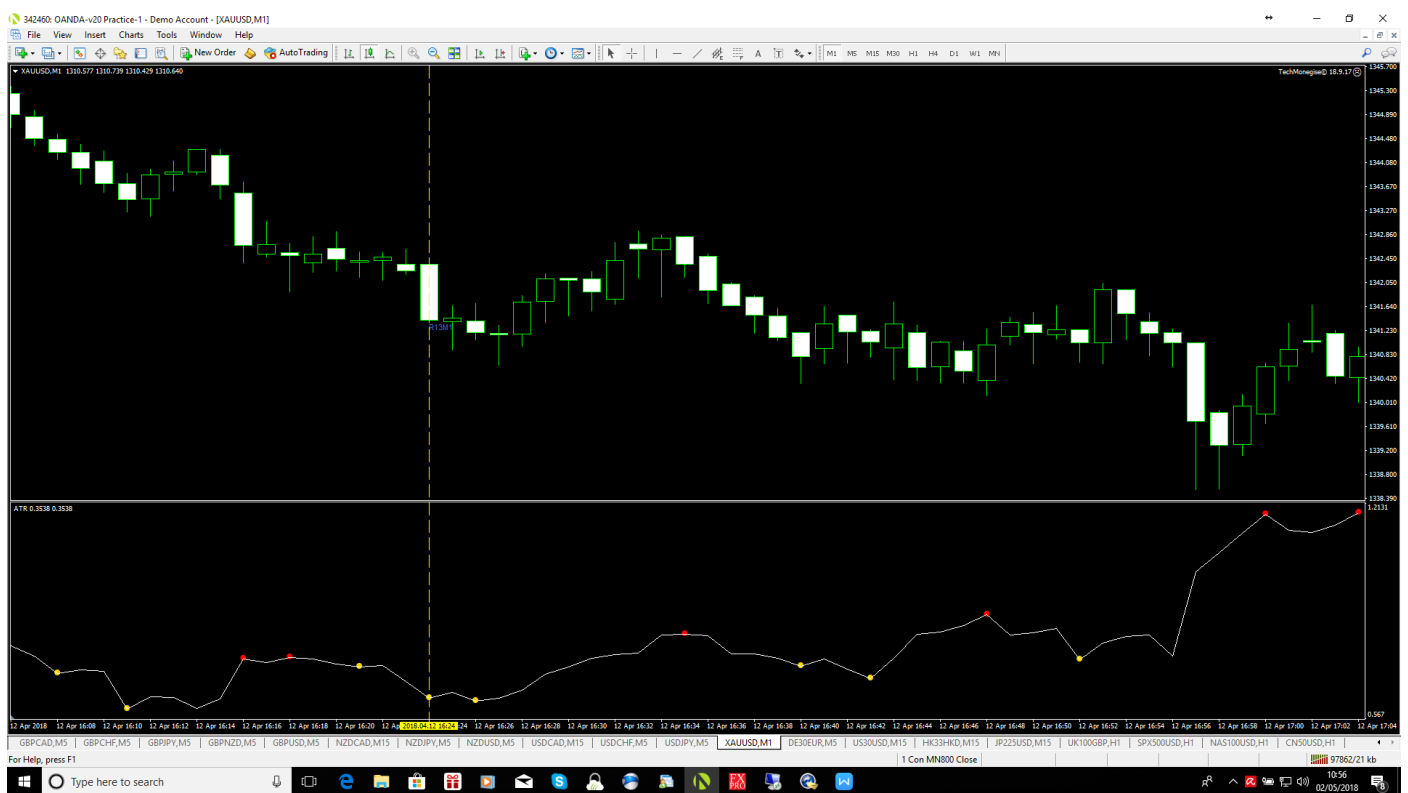 342460: OANDA-v20 Practice-1 - Demo Account - [XAUUSD,M1]
File View Insert Charts Tools Window Help
New Order AutoTrading A T M1 M5 M15 M30 H1 H4 D1 W1 MN
XAUUSD,M1 1310.577 1310.739 1310.429 1310.640
TechMonegise© 18.9.17
1345.700
1345.300
1344.890
1344.480
1344.080
1343.670
1343.270
1342.860
1342.450
1342.050
1341.640
1341.230
1340.830
1340.420
1340.010
1339.610
1339.200
1338.800
1338.390
R13M1
ATR 0.3538 0.3538
1.2131
0.567
12 Apr 2018 12 Apr 16:08 12 Apr 16:10 12 Apr 16:12 12 Apr 16:14 12 Apr 16:16 12 Apr 16:18 12 Apr 16:20 12 Ap 2018.04.12 16:24 :24 12 Apr 16:26 12 Apr 16:28 12 Apr 16:30 12 Apr 16:32 12 Apr 16:34 12 Apr 16:36 12 Apr 16:38 12 Apr 16:40 12 Apr 16:42 12 Apr 16:44 12 Apr 16:46 12 Apr 16:48 12 Apr 16:50 12 Apr 16:52 12 Apr 16:54 12 Apr 16:56 12 Apr 16:58 12 Apr 17:00 12 Apr 17:02 12 Apr 17:04
GBPCAD,M5 GBPCHF,M5 GBPJPY,M5 GBPNZD,M5 GBPUSD,M5 NZDCAD,M15 NZDJPY,M5 NZDUSD,M5 USDCAD,M15 USDCHF,M5 USDJPY,M5 XAUUSD,M1 DE30EUR,M5 US30USD,M15 HK33HKD,M15 JP225USD,M15 UK100GBP,H1 SPX500USD,H1 NAS100USD,H1 CN50USD,H1
For Help, press F1
1 Con MN800 Close
97862/21 kb
Type here to search
10:56
02/05/2018